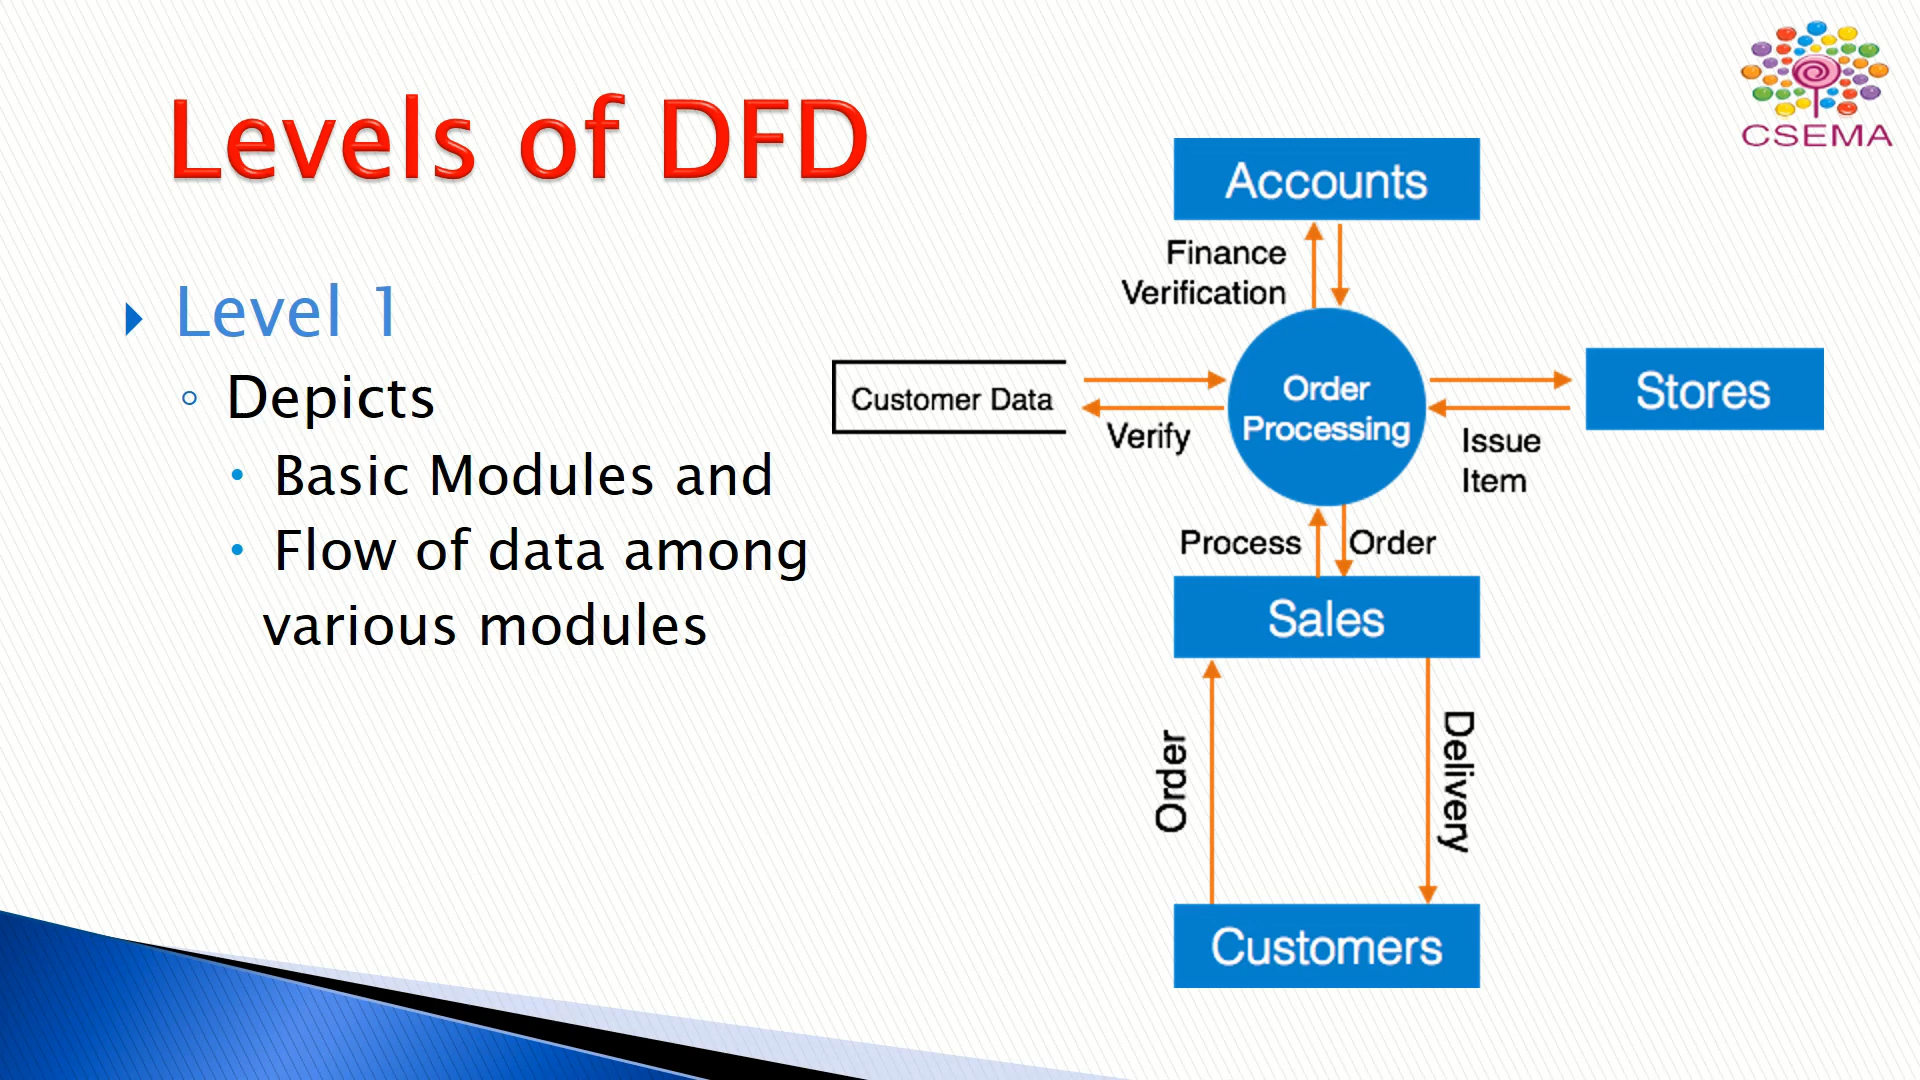 Levels of DFD
CSEMA
Level 1
Depicts
Basic Modules and
Flow of data among
various modules
Accounts
Finance
Verification
Customer Data
Verify
Order
Processing
Stores
Issue
Item
Process
Order
Sales
Order
Delivery
Customers